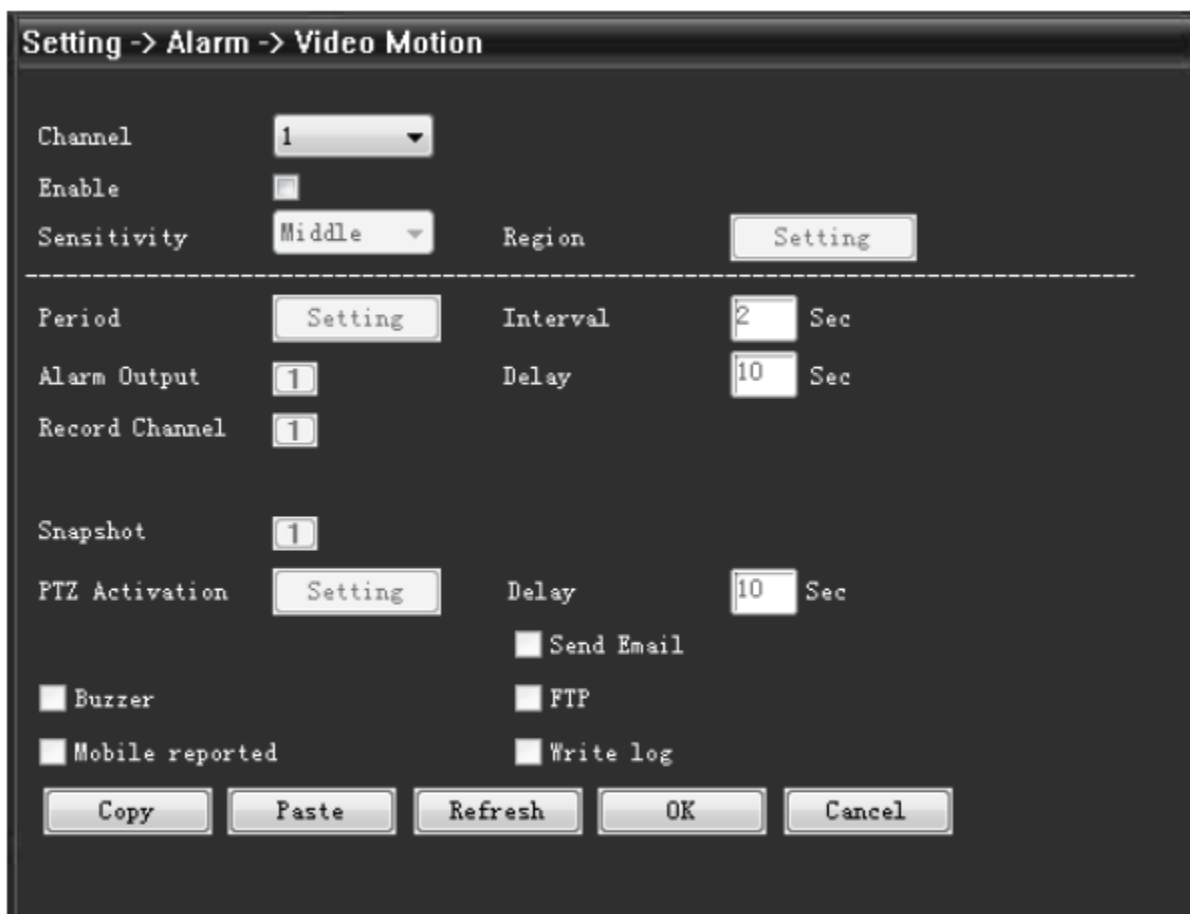 Setting -> Alarm -> Video Motion
Channel 1
Enable
Sensitivity Middle Region Setting
Period Setting Interval 2 Sec
Alarm Output 1 Delay 10 Sec
Record Channel 1
Snapshot 1
PTZ Activation Setting Delay 10 Sec
Send Email
Buzzer FTP
Mobile reported Write log
Copy Paste Refresh OK Cancel